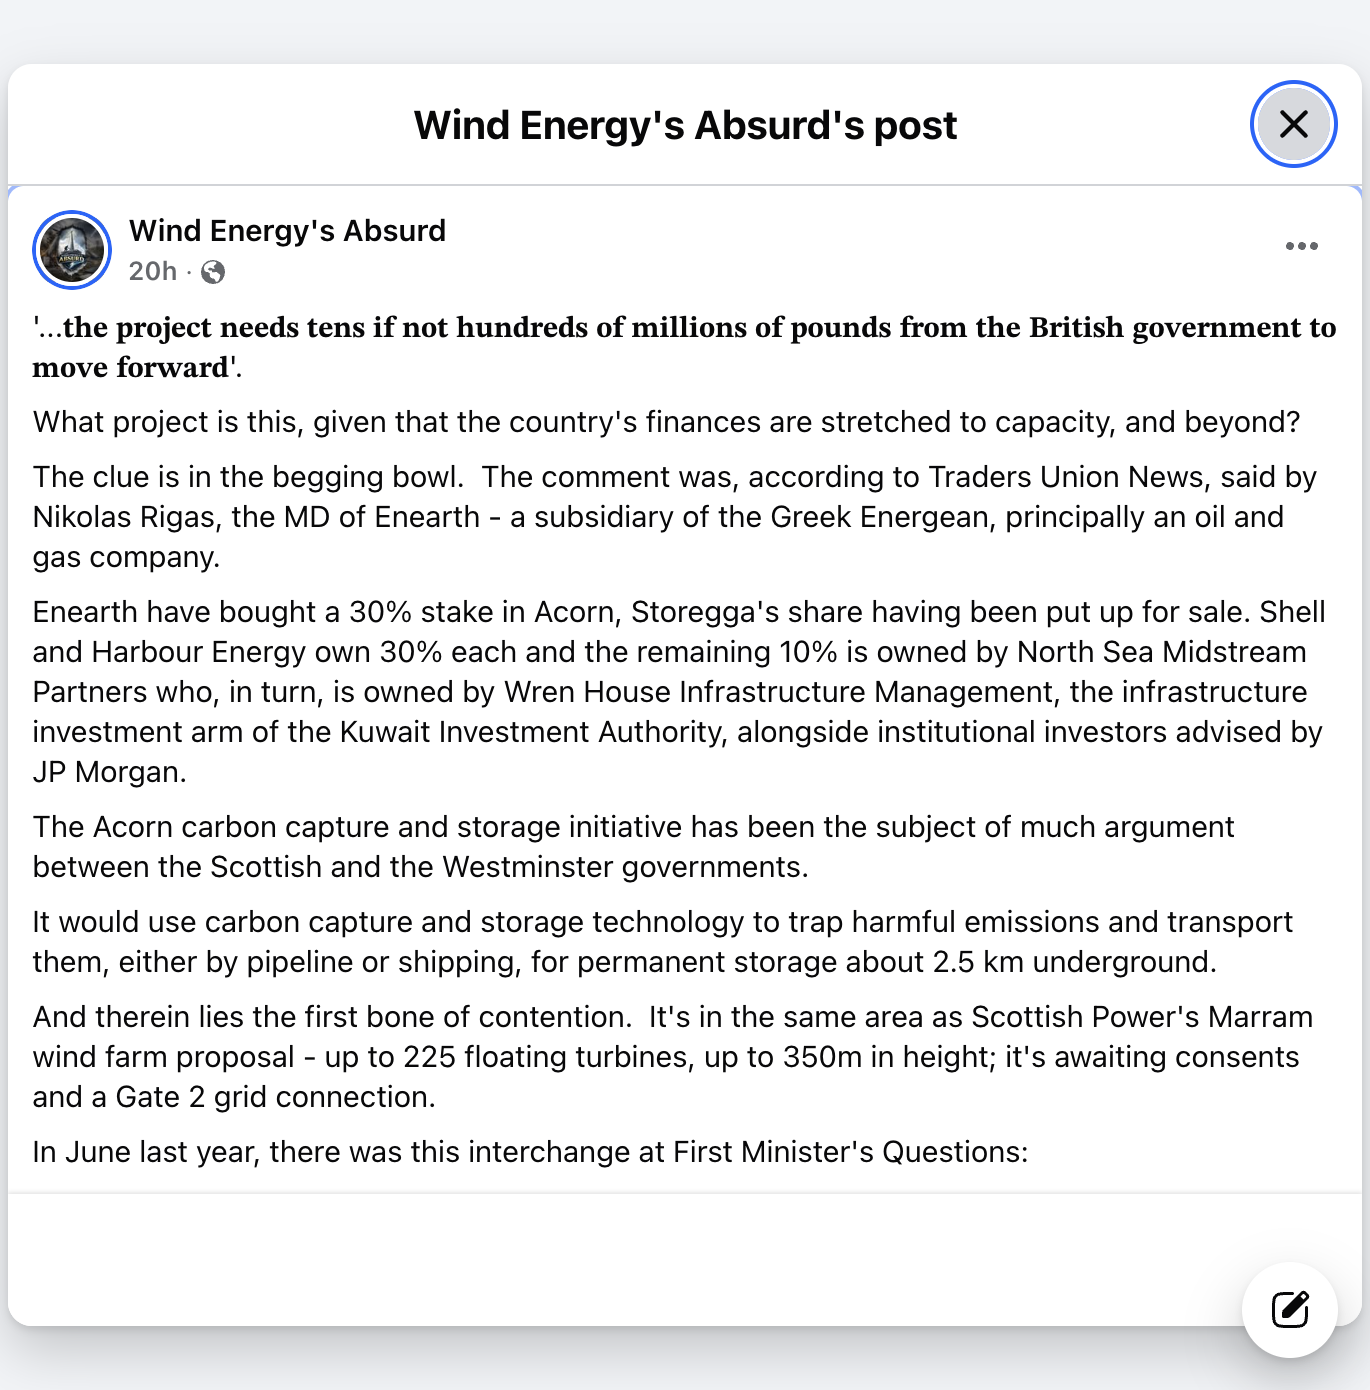 Wind Energy's Absurd's post
Wind Energy's Absurd
20h ·
'...the project needs tens if not hundreds of millions of pounds from the British government to
move forward'.
What project is this, given that the country's finances are stretched to capacity, and beyond?
The clue is in the begging bowl.  The comment was, according to Traders Union News, said by
Nikolas Rigas, the MD of Enearth - a subsidiary of the Greek Energean, principally an oil and
gas company.
Enearth have bought a 30% stake in Acorn, Storegga's share having been put up for sale. Shell
and Harbour Energy own 30% each and the remaining 10% is owned by North Sea Midstream
Partners who, in turn, is owned by Wren House Infrastructure Management, the infrastructure
investment arm of the Kuwait Investment Authority, alongside institutional investors advised by
JP Morgan.
The Acorn carbon capture and storage initiative has been the subject of much argument
between the Scottish and the Westminster governments.
It would use carbon capture and storage technology to trap harmful emissions and transport
them, either by pipeline or shipping, for permanent storage about 2.5 km underground.
And therein lies the first bone of contention.  It's in the same area as Scottish Power's Marram
wind farm proposal - up to 225 floating turbines, up to 350m in height; it's awaiting consents
and a Gate 2 grid connection.
In June last year, there was this interchange at First Minister's Questions: